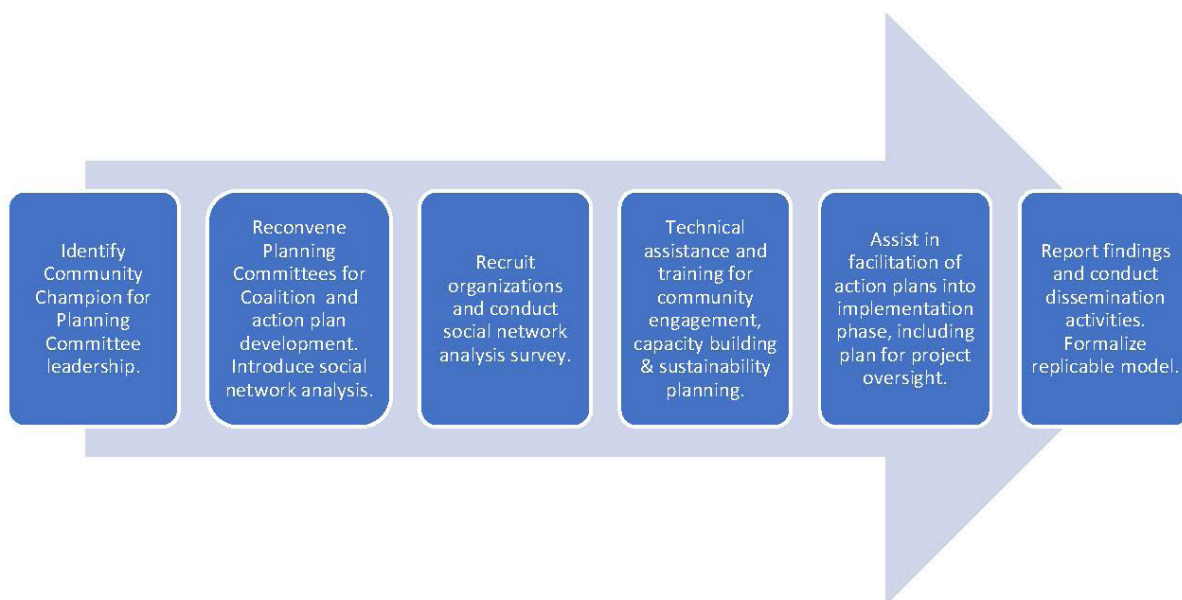 Identify
Community
Champion for
Planning
Committee
leadership.
Reconvene
Planning
Committees for
Coalition and
action plan
development.
Introduce social
network analysis.
Recruit
organizations
and conduct
social network
analysis survey.
Technical
assistance and
training for
community
engagement,
capacity building
& sustainability
planning.
Assist in
facilitation of
action plans into
implementation
phase, including
plan for project
oversight.
Report findings
and conduct
dissemination
activities.
Formalize
replicable model.